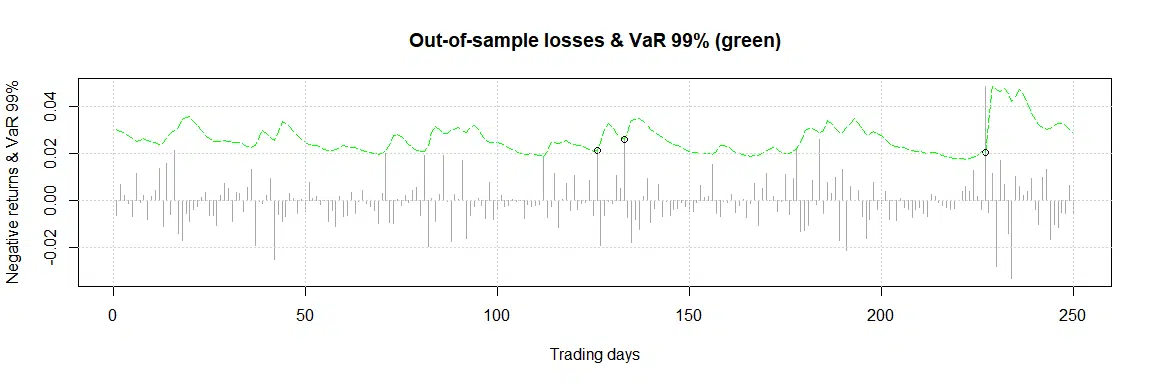 Out-of-sample losses & VaR 99% (green)
Negative returns & VaR 99%
0.04
0.02
0.00
-0.02
0 50 100 150 200 250
Trading days